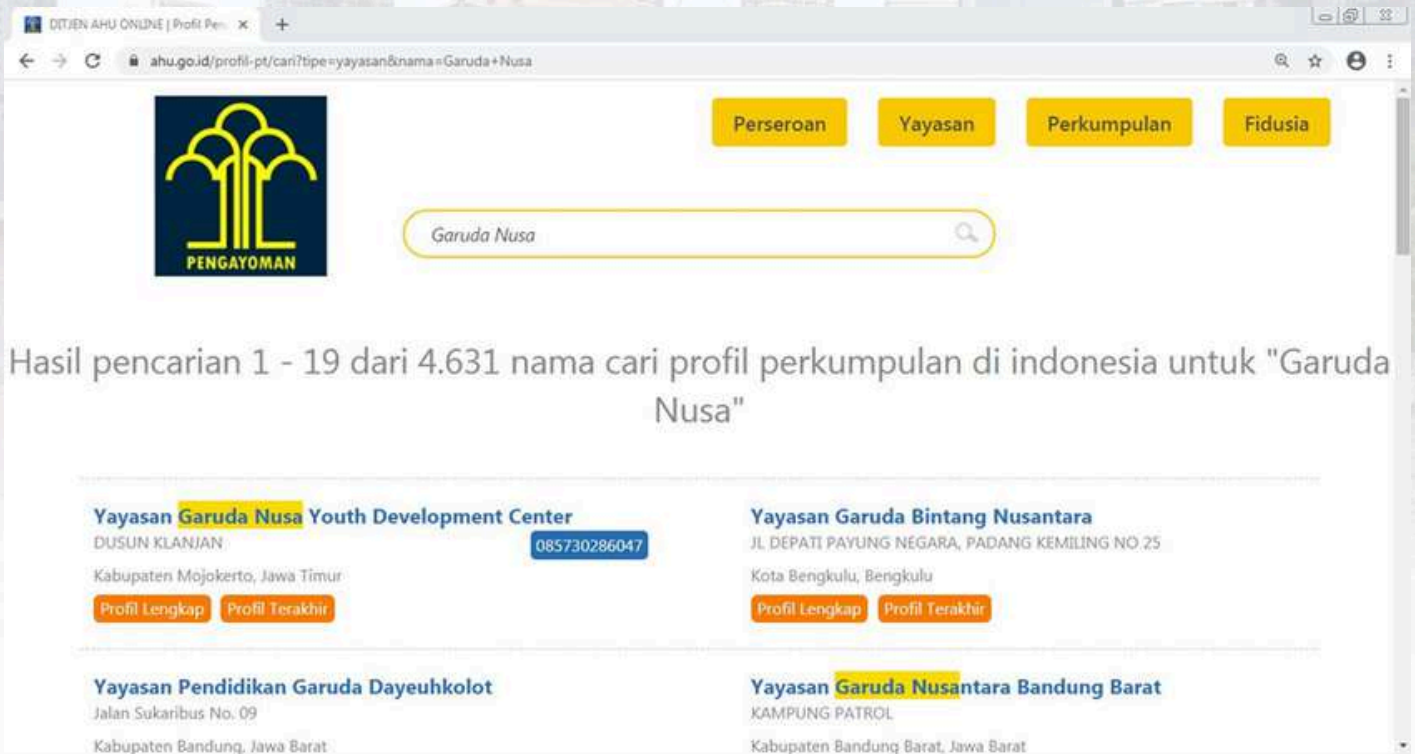 DITJEN AHU ONLINE | Profil Pen
ahu.go.id/profil-pt/cari?tipe=yayasan&nama=Garuda+Nusa
Perseroan Yayasan Perkumpulan Fidusia
PENGAYOMAN
Garuda Nusa
Hasil pencarian 1 - 19 dari 4.631 nama cari profil perkumpulan di indonesia untuk "Garuda
Nusa"
Yayasan Garuda Nusa Youth Development Center
DUSUN KLANJAN
085730286047
Kabupaten Mojokerto, Jawa Timur
Profil Lengkap Profil Terakhir
Yayasan Garuda Bintang Nusantara
JL DEPATI PAYUNG NEGARA, PADANG KEMILING NO 25
Kota Bengkulu, Bengkulu
Profil Lengkap Profil Terakhir
Yayasan Pendidikan Garuda Dayeuhkolot
Jalan Sukaribus No. 09
Kabupaten Bandung, Jawa Barat
Yayasan Garuda Nusantara Bandung Barat
KAMPUNG PATROL
Kabupaten Bandung Barat, Jawa Barat